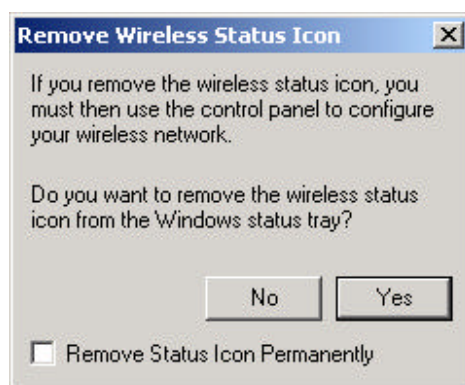 Remove Wireless Status Icon
If you remove the wireless status icon, you
must then use the control panel to configure
your wireless network.
Do you want to remove the wireless status
icon from the Windows status tray?
No Yes
Remove Status Icon Permanently